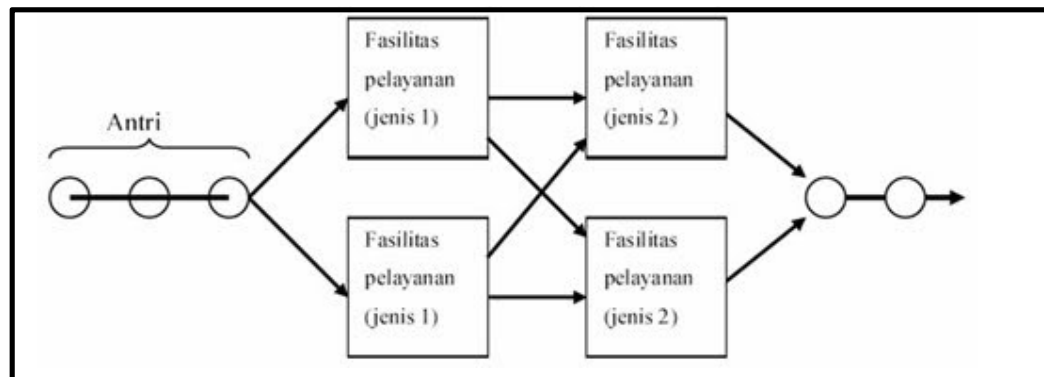 Antri
Fasilitas
pelayanan
(jenis 1)
Fasilitas
pelayanan
(jenis 2)
Fasilitas
pelayanan
(jenis 1)
Fasilitas
pelayanan
(jenis 2)